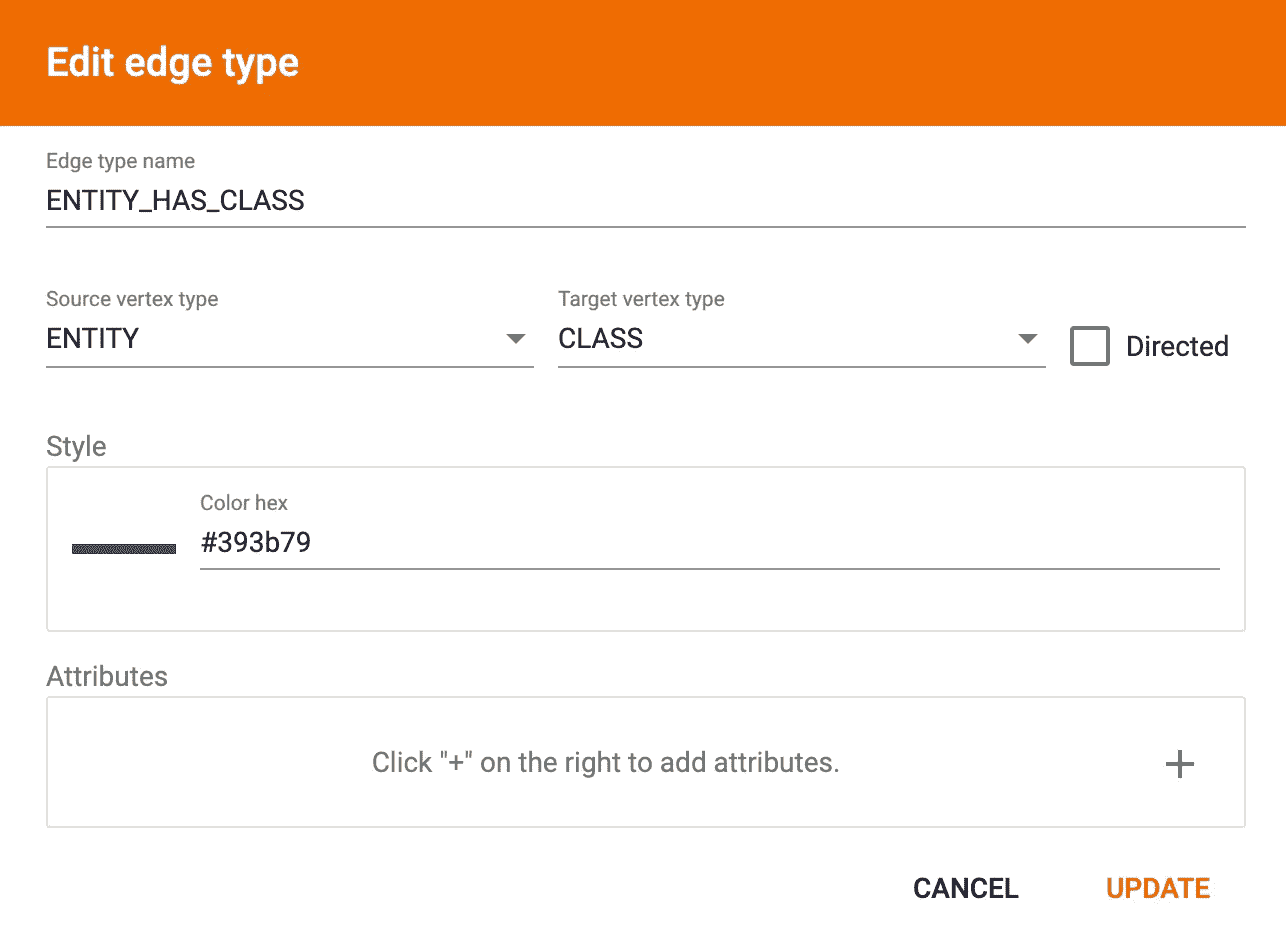 Edit edge type
Edge type name
ENTITY_HAS_CLASS
Source vertex type
Target vertex type
ENTITY
CLASS
Directed
Style
Color hex
#393b79
Attributes
Click "+" on the right to add attributes.
CANCEL
UPDATE